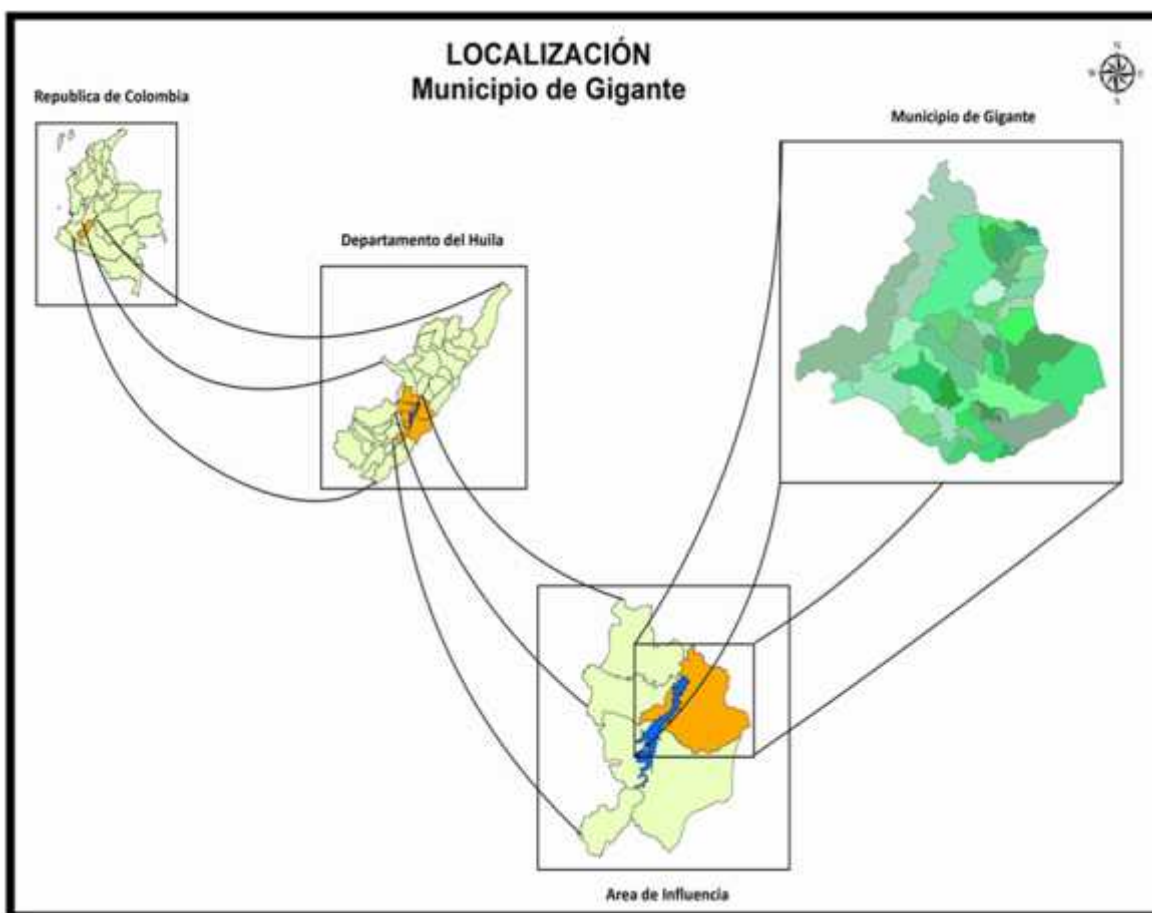 LOCALIZACIÓN
Municipio de Gigante
N
W
E
S
Republica de Colombia
Municipio de Gigante
Departamento del Huila
Area de Influencia